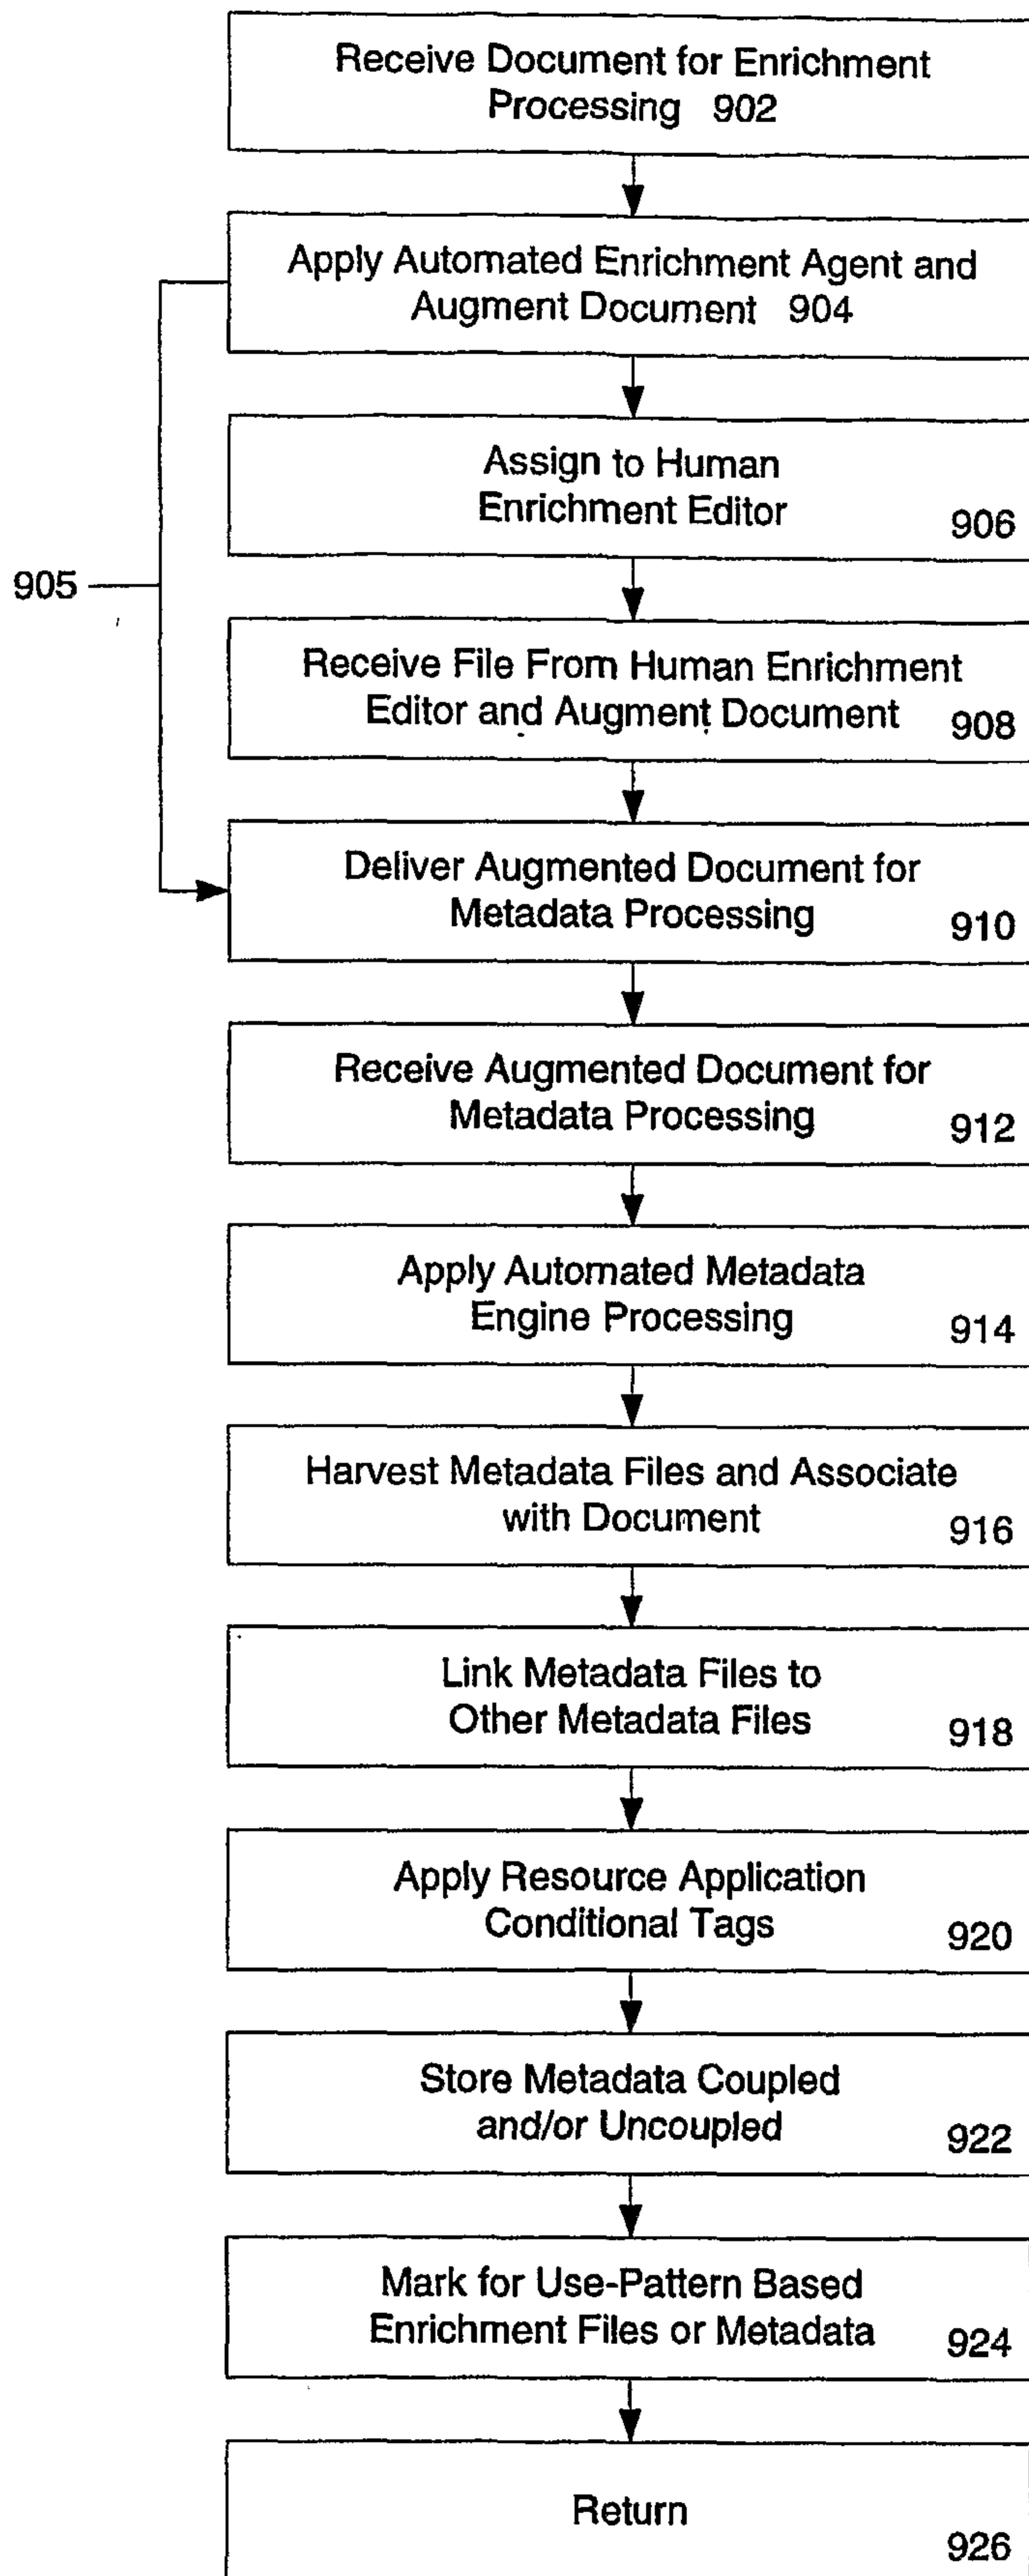 Receive Document for Enrichment
Processing 902
Apply Automated Enrichment Agent and
Augment Document 904
Assign to Human
Enrichment Editor
906
905
Receive File From Human Enrichment
Editor and Augment Document
908
Deliver Augmented Document for
Metadata Processing
910
Receive Augmented Document for
Metadata Processing
912
Apply Automated Metadata
Engine Processing
914
Harvest Metadata Files and Associate
with Document
916
Link Metadata Files to
Other Metadata Files
918
Apply Resource Application
Conditional Tags
920
Store Metadata Coupled
and/or Uncoupled
922
Mark for Use-Pattern Based
Enrichment Files or Metadata
924
Return
926